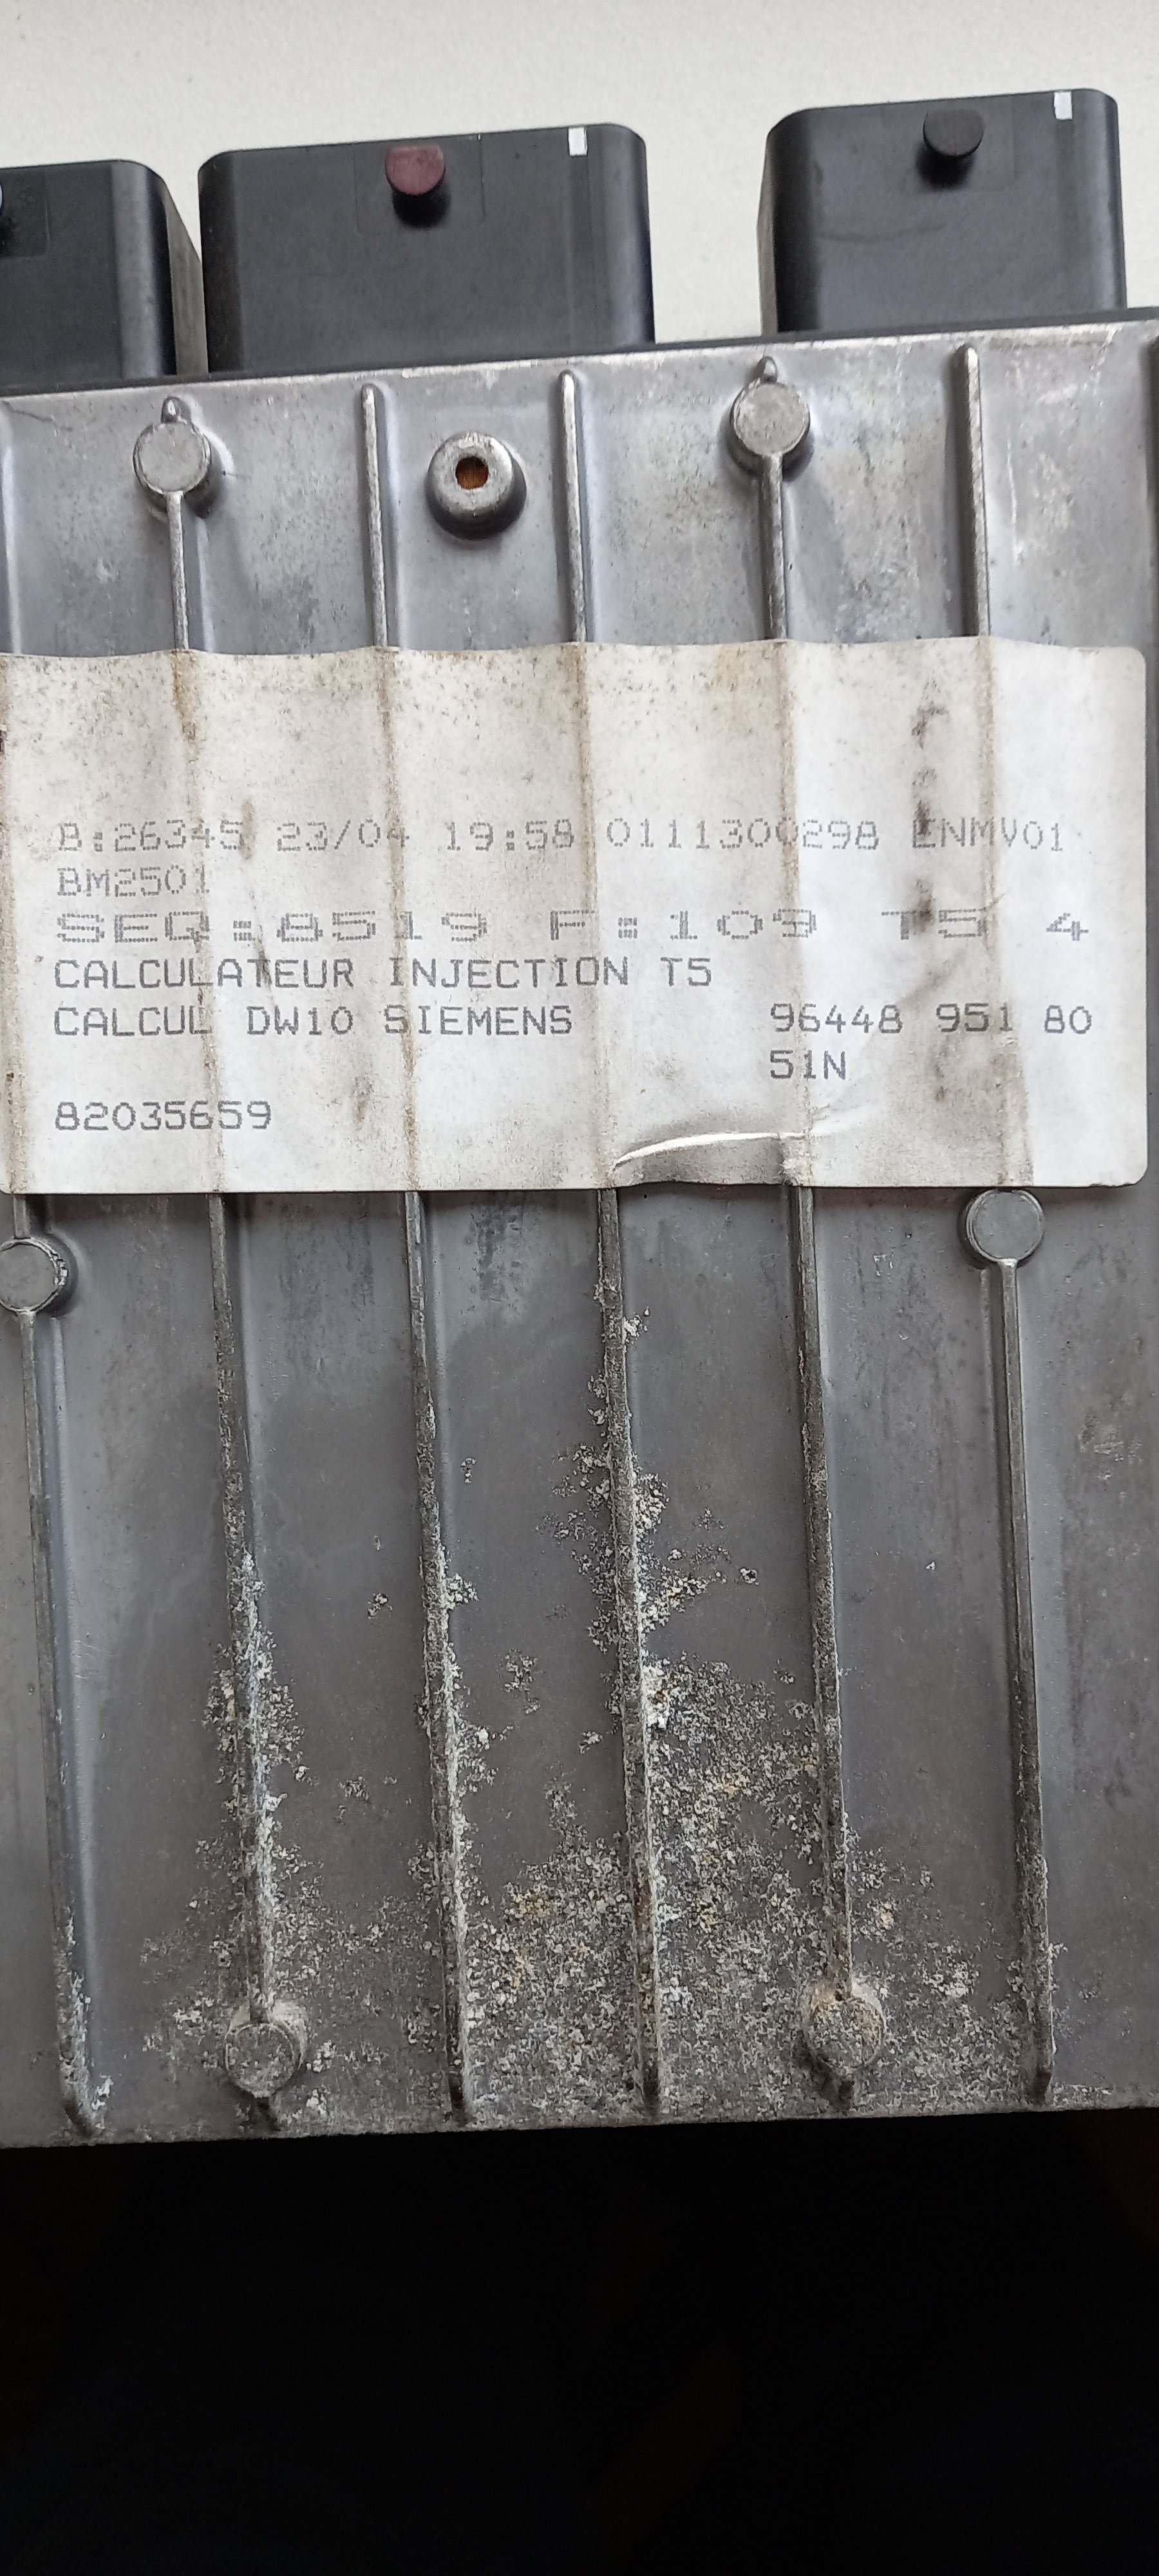 B:26345 23/04 19:58 0111300298 ENMV01
BM2501
SEQ:8519 F:109 T5 4
CALCULATEUR INJECTION T5
CALCUL DW10 SIEMENS 96448 951 80
51N
82035659